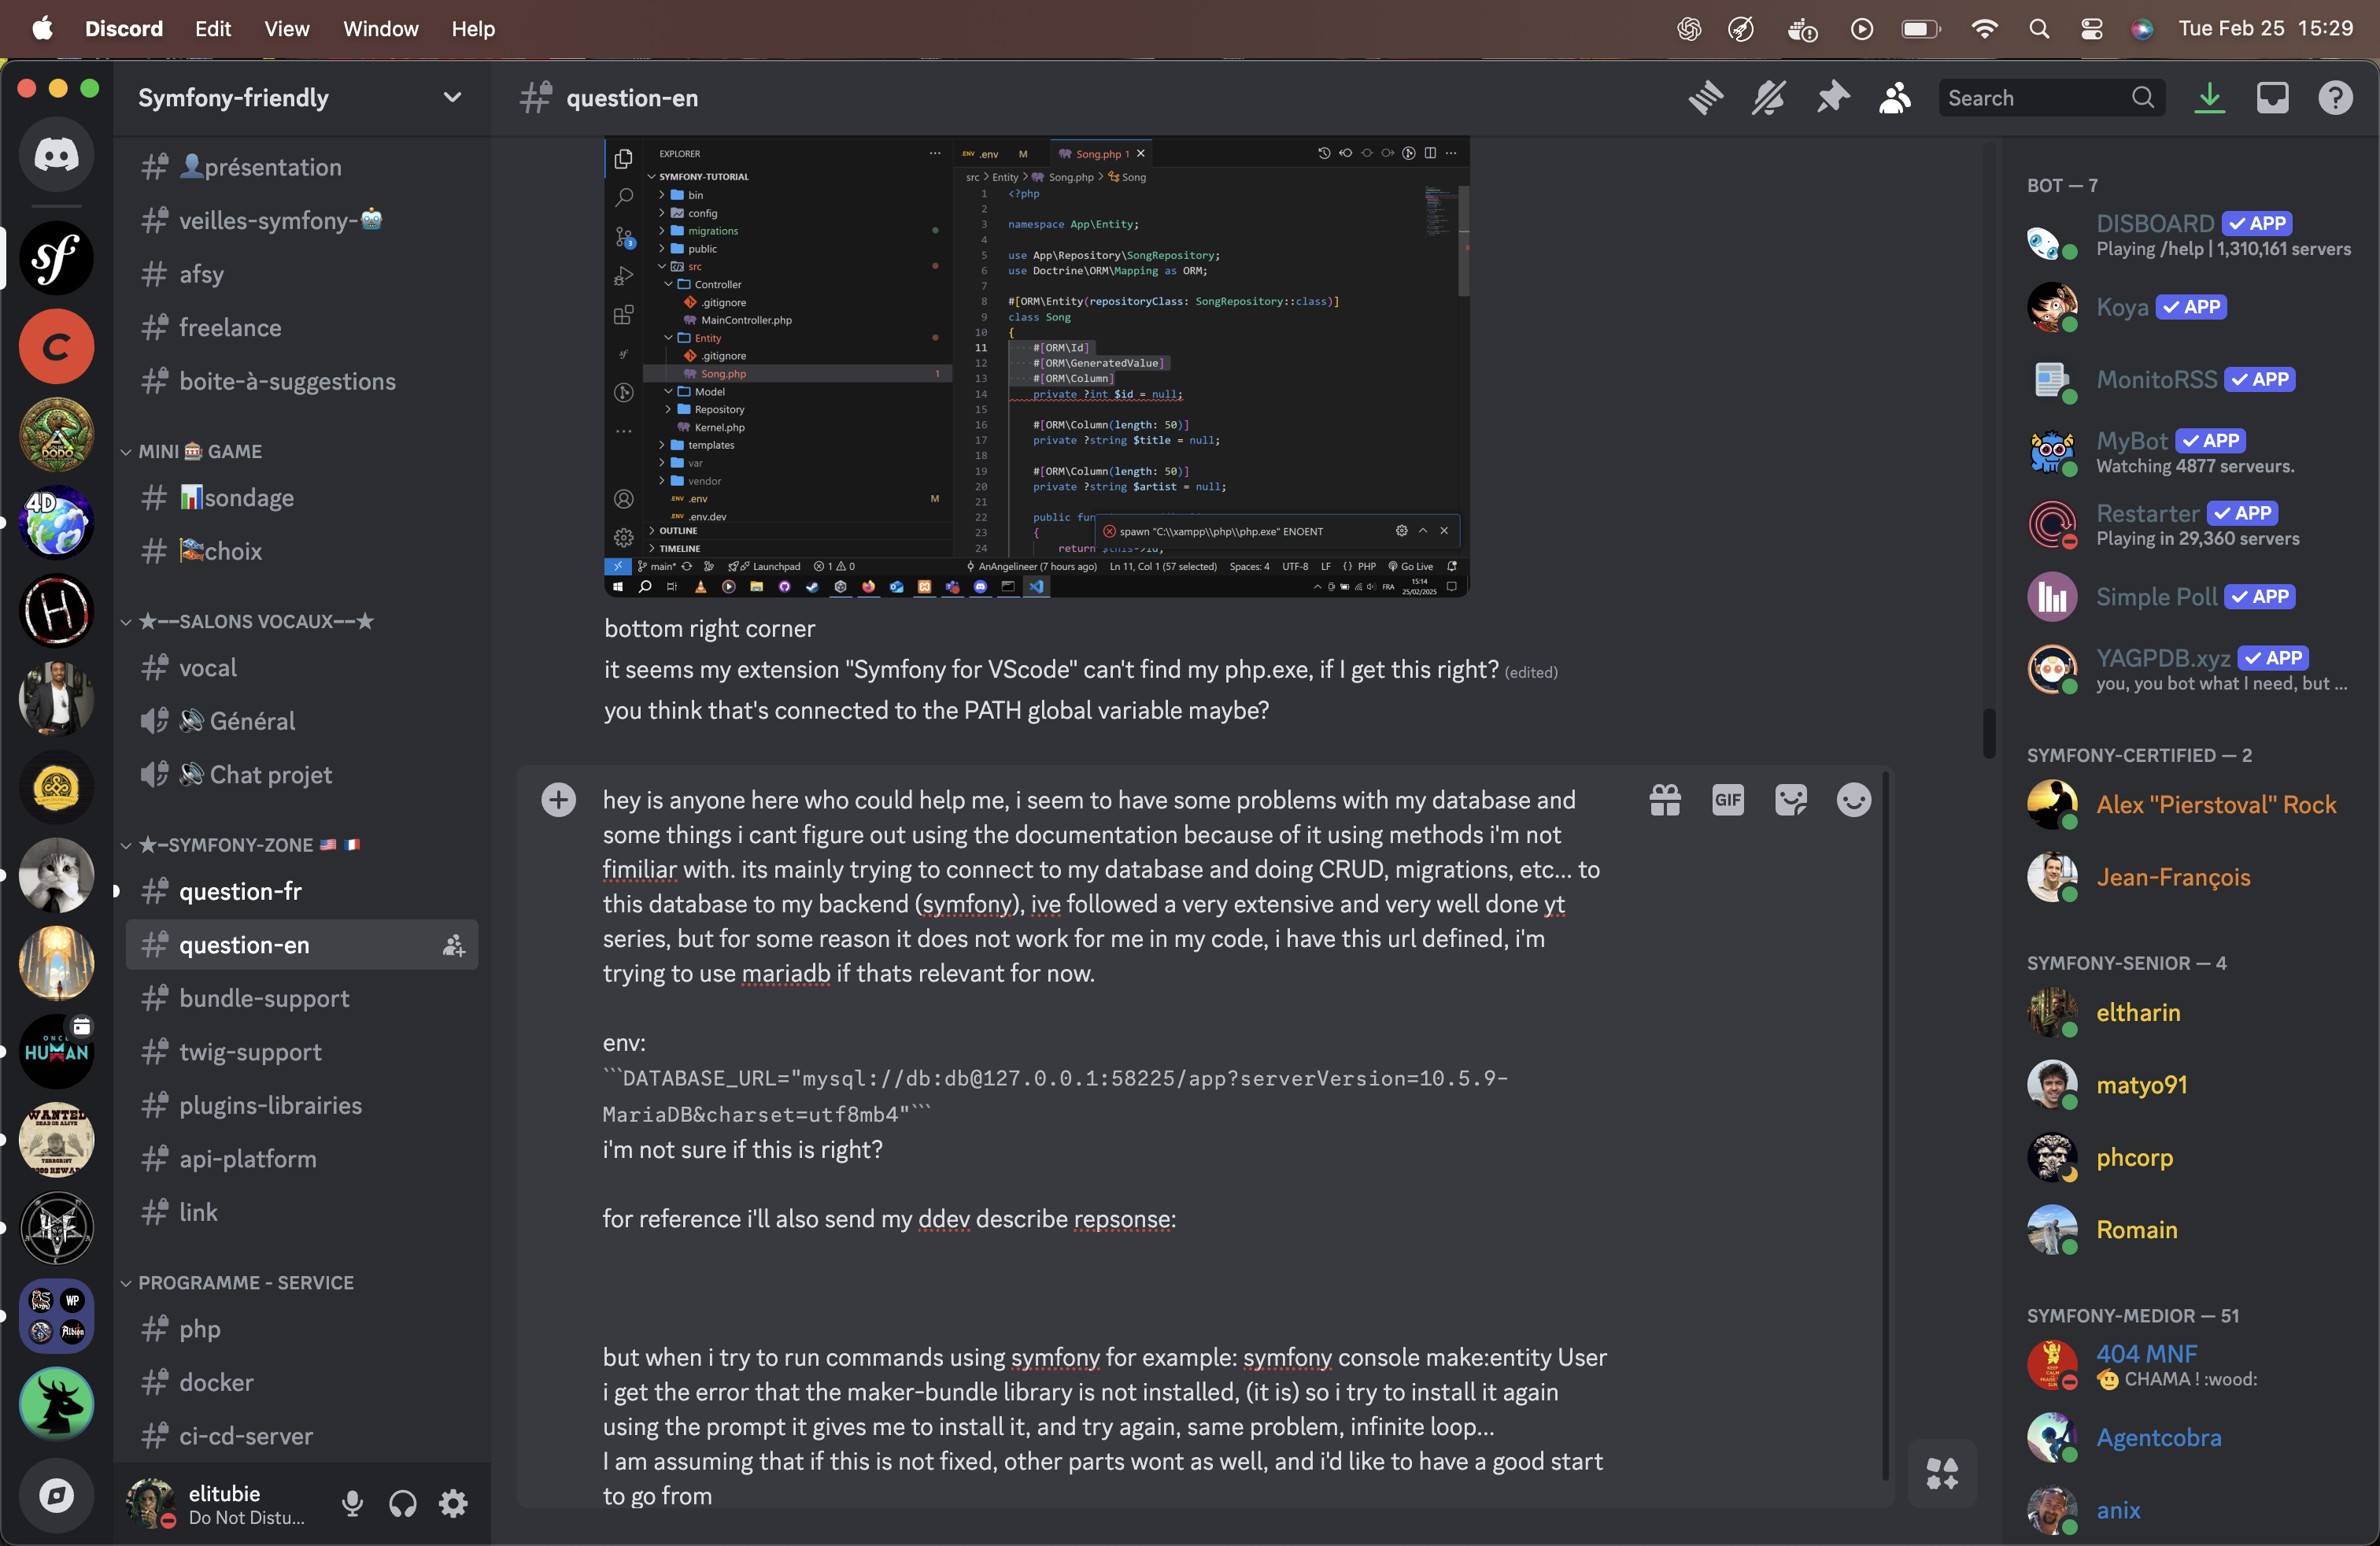 Discord Edit View Window Help
Tue Feb 25 15:29
Symfony-friendly
présentation
veilles-symfony-
afsy
freelance
boite-à-suggestions
MINI GAME
sondage
choix
★—–SALONS VOCAUX—–★
vocal
Général
Chat projet
★–SYMFONY-ZONE
question-fr
question-en
bundle-support
twig-support
plugins-librairies
api-platform
link
PROGRAMME - SERVICE
php
docker
ci-cd-server
elitubie
Do Not Distu...
4D
DODO
ONCE
HUMAN
WANTED
DEAD OR ALIVE
TERRORIST
WP
Albion
question-en
Search
EXPLORER
SYMFONY-TUTORIAL
bin
config
migrations
public
src
Controller
.gitignore
MainController.php
Entity
.gitignore
Song.php 1
Model
Repository
Kernel.php
templates
var
vendor
.env M
.env.dev
OUTLINE
TIMELINE
.env M Song.php 1
src > Entity > Song.php > Song
1 <?php
2
3 namespace App\Entity;
4
5 use App\Repository\SongRepository;
6 use Doctrine\ORM\Mapping as ORM;
7
8 #[ORM\Entity(repositoryClass: SongRepository::class)]
9 class Song
10 {
11 #[ORM\Id]
12 #[ORM\GeneratedValue]
13 #[ORM\Column]
14 private ?int $id = null;
15
16 #[ORM\Column(length: 50)]
17 private ?string $title = null;
18
19 #[ORM\Column(length: 50)]
20 private ?string $artist = null;
21
22 public fun
23 {
24 return $this->id;
spawn "C:\\xampp\\php\\php.exe" ENOENT
main* Launchpad 1 0 AnAngelineer (7 hours ago) Ln 11, Col 1 (57 selected) Spaces: 4 UTF-8 LF {} PHP Go Live
FRA 15:14
25/02/2025
bottom right corner
it seems my extension "Symfony for VScode" can't find my php.exe, if I get this right? (edited)
you think that's connected to the PATH global variable maybe?
hey is anyone here who could help me, i seem to have some problems with my database and
some things i cant figure out using the documentation because of it using methods i'm not
fimiliar with. its mainly trying to connect to my database and doing CRUD, migrations, etc... to
this database to my backend (symfony), ive followed a very extensive and very well done yt
series, but for some reason it does not work for me in my code, i have this url defined, i'm
trying to use mariadb if thats relevant for now.
env:
```DATABASE_URL="mysql://db:db@127.0.0.1:58225/app?serverVersion=10.5.9-
MariaDB&charset=utf8mb4"```
i'm not sure if this is right?
for reference i'll also send my ddev describe repsonse:
but when i try to run commands using symfony for example: symfony console make:entity User
i get the error that the maker-bundle library is not installed, (it is) so i try to install it again
using the prompt it gives me to install it, and try again, same problem, infinite loop...
I am assuming that if this is not fixed, other parts wont as well, and i'd like to have a good start
to go from
GIF
BOT — 7
DISBOARD ✓ APP
Playing /help | 1,310,161 servers
Koya ✓ APP
MonitoRSS ✓ APP
MyBot ✓ APP
Watching 4877 serveurs.
Restarter ✓ APP
Playing in 29,360 servers
Simple Poll ✓ APP
YAGPDB.xyz ✓ APP
you, you bot what I need, but ...
SYMFONY-CERTIFIED — 2
Alex "Pierstoval" Rock
Jean-François
SYMFONY-SENIOR — 4
eltharin
matyo91
phcorp
Romain
SYMFONY-MEDIOR — 51
404 MNF
CHAMA ! :wood:
Agentcobra
anix